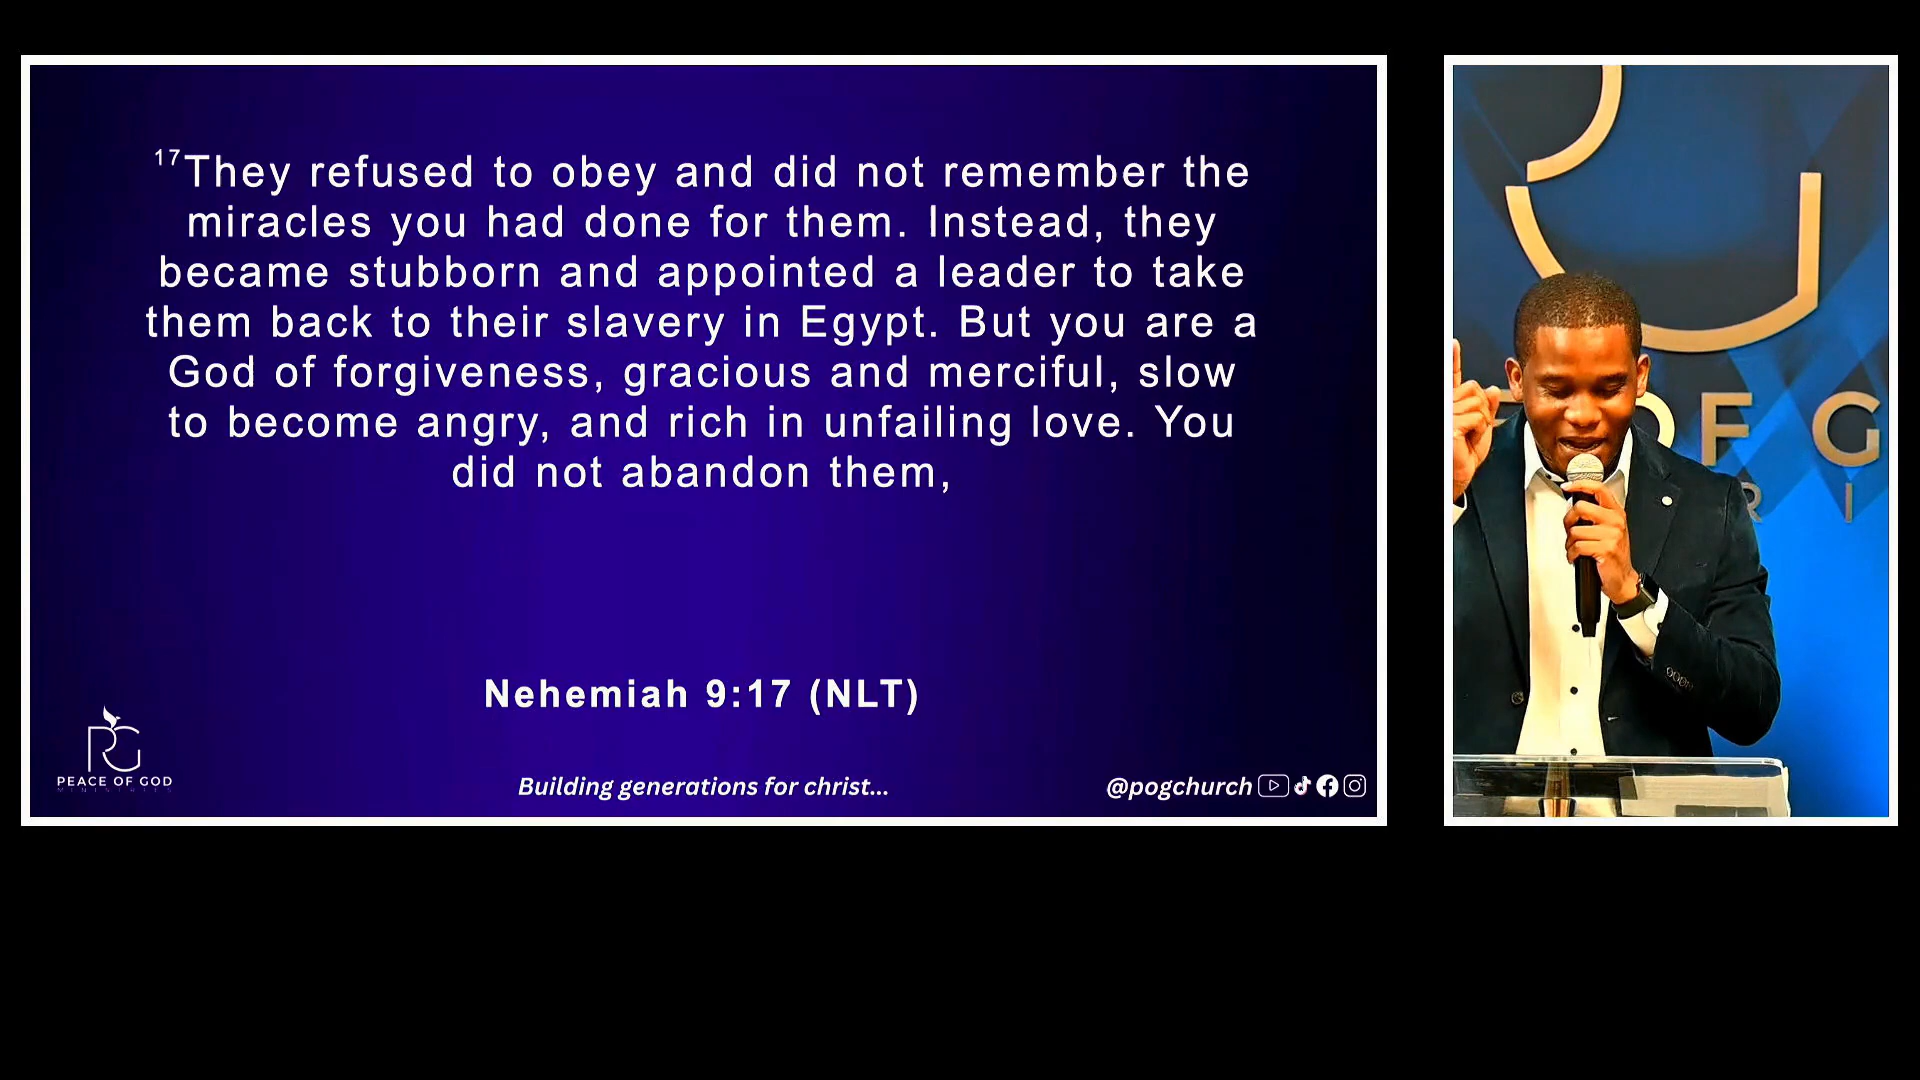 17They refused to obey and did not remember the
miracles you had done for them. Instead, they
became stubborn and appointed a leader to take
them back to their slavery in Egypt. But you are a
God of forgiveness, gracious and merciful, slow
to become angry, and rich in unfailing love. You
did not abandon them,
Nehemiah 9:17 (NLT)
PG
PEACE OF GOD
MINISTRIES
Building generations for christ...
@pogchurch
OF G
R I